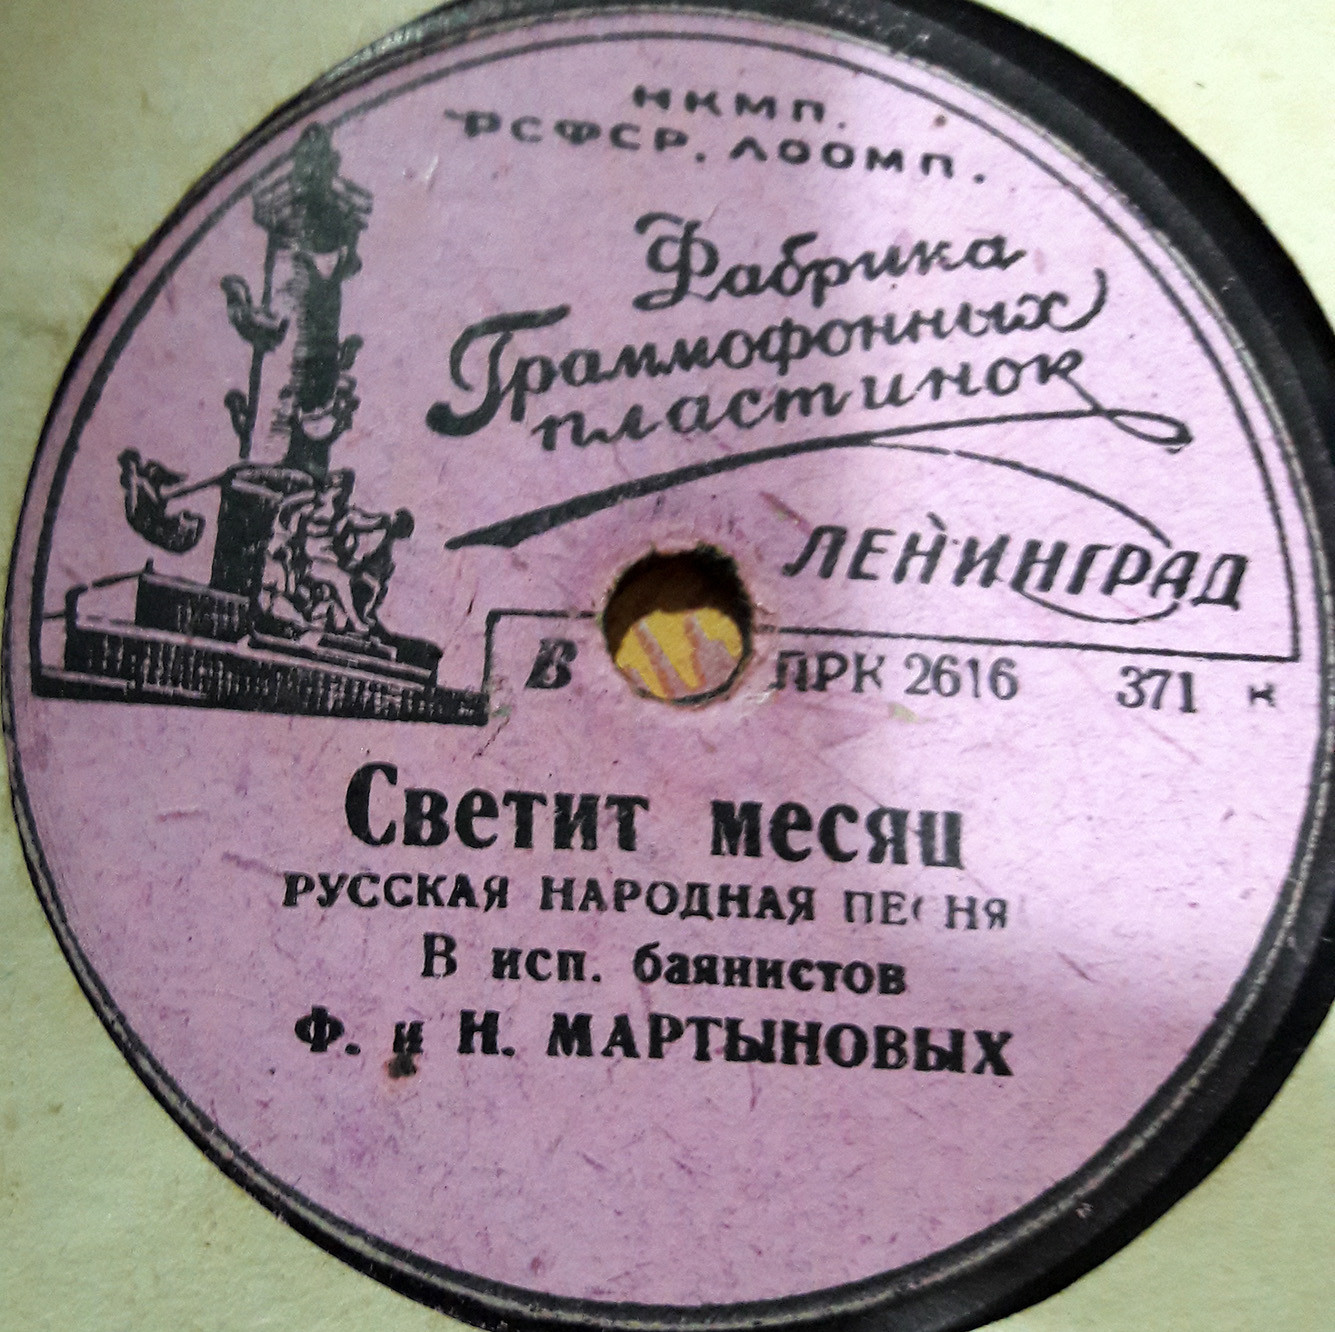 НКМП.
РСФСР. ЛООМП.
Фабрика
Граммофонных
пластинок
ЛЕНИНГРАД
В ПРК 2616 371 к
Светит месяц
РУССКАЯ НАРОДНАЯ ПЕСНЯ
В исп. баянистов
Ф. и Н. МАРТЫНОВЫХ